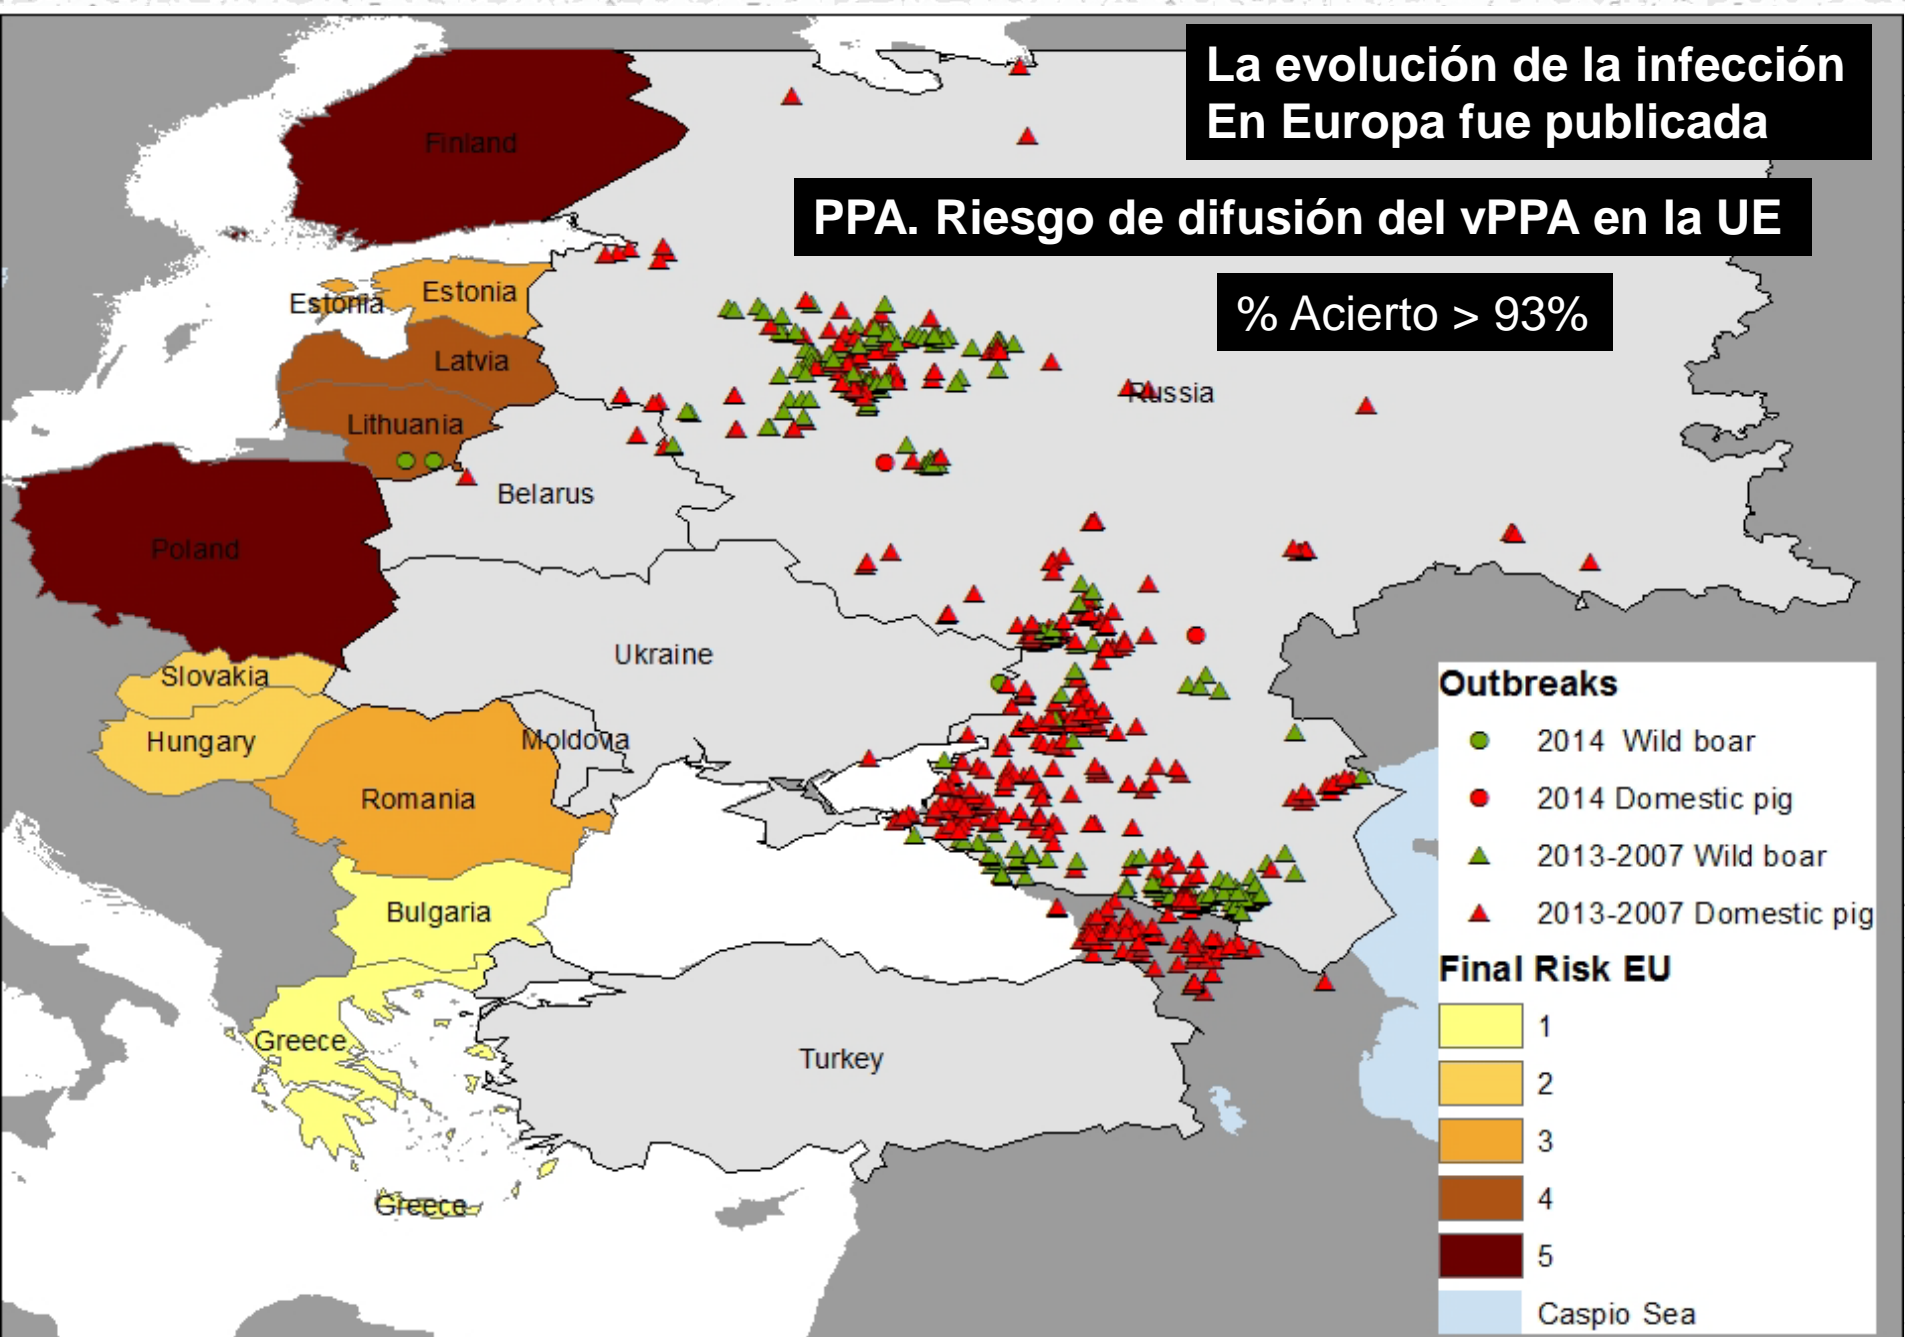 La evolución de la infección
En Europa fue publicada
PPA. Riesgo de difusión del vPPA en la UE
% Acierto > 93%
Finland
Estonia
Estonia
Latvia
Lithuania
Russia
Belarus
Poland
Ukraine
Slovakia
Hungary
Moldova
Romania
Bulgaria
Greece
Turkey
Greece
Outbreaks
2014 Wild boar
2014 Domestic pig
2013-2007 Wild boar
2013-2007 Domestic pig
Final Risk EU
1
2
3
4
5
Caspio Sea